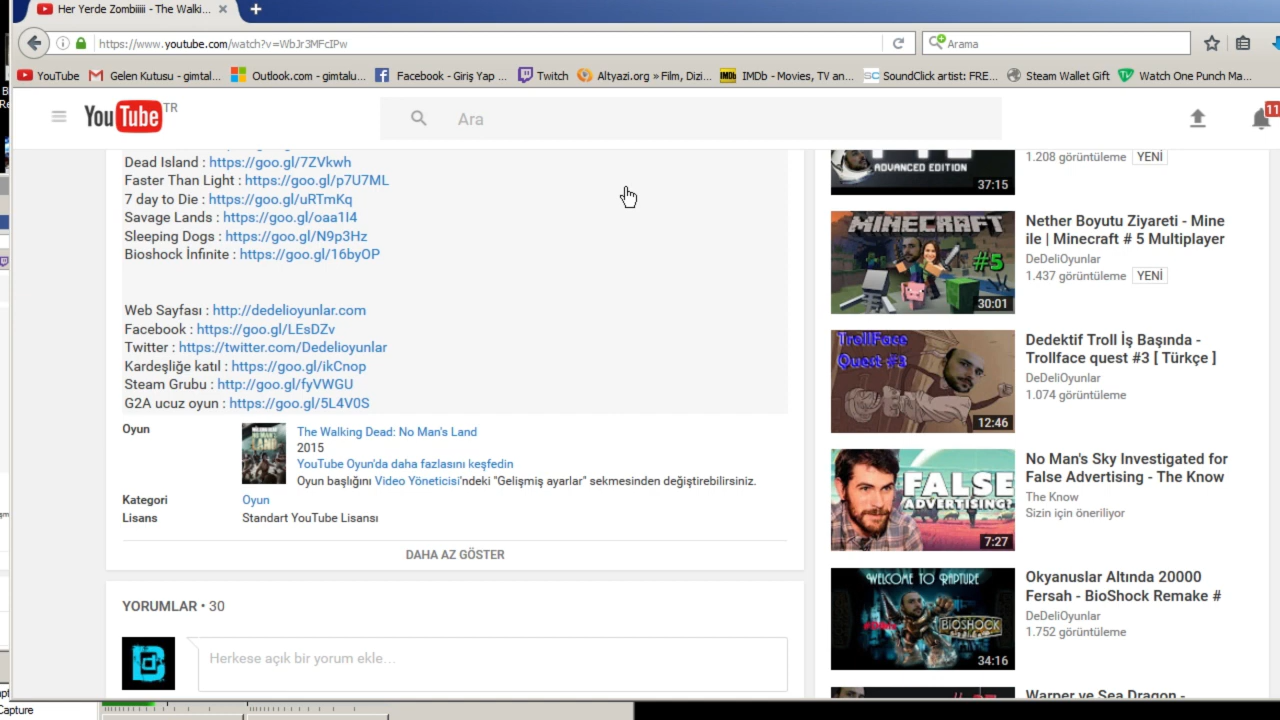 Her Yerde Zombiiiii - The Walki...
https://www.youtube.com/watch?v=WbJr3MFcIPw
Arama
YouTube
Gelen Kutusu - gimtal...
Outlook.com - gimtalu...
Facebook - Giriş Yap ...
Twitch
Altyazi.org » Film, Dizi...
IMDb - Movies, TV an...
SoundClick artist: FRE...
Steam Wallet Gift
Watch One Punch Ma...
YouTube TR
Ara
11
Dead Island : https://goo.gl/7ZVkwh
Faster Than Light : https://goo.gl/p7U7ML
7 day to Die : https://goo.gl/uRTmKq
Savage Lands : https://goo.gl/oaa1I4
Sleeping Dogs : https://goo.gl/N9p3Hz
Bioshock İnfinite : https://goo.gl/16byOP
Web Sayfası : http://dedelioyunlar.com
Facebook : https://goo.gl/LEsDZv
Twitter : https://twitter.com/Dedelioyunlar
Kardeşliğe katıl : https://goo.gl/ikCnop
Steam Grubu : http://goo.gl/fyVWGU
G2A ucuz oyun : https://goo.gl/5L4V0S
Oyun
The Walking Dead: No Man's Land
2015
YouTube Oyun'da daha fazlasını keşfedin
Oyun başlığını Video Yöneticisi'ndeki "Gelişmiş ayarlar" sekmesinden değiştirebilirsiniz.
Kategori
Oyun
Lisans
Standart YouTube Lisansı
DAHA AZ GÖSTER
YORUMLAR • 30
Herkese açık bir yorum ekle...
ADVANCED EDITION
37:15
1.208 görüntüleme YENİ
MINECRAFT
#5
30:01
Nether Boyutu Ziyareti - Mine
ile | Minecraft # 5 Multiplayer
DeDeliOyunlar
1.437 görüntüleme YENİ
TrollFace
Quest #3
12:46
Dedektif Troll İş Başında -
Trollface quest #3 [ Türkçe ]
DeDeliOyunlar
1.074 görüntüleme
FALSE
ADVERTISING?
7:27
No Man's Sky Investigated for
False Advertising - The Know
The Know
Sizin için öneriliyor
WELCOME TO RAPTURE
BIOSHOCK
34:16
Okyanuslar Altında 20000
Fersah - BioShock Remake #
DeDeliOyunlar
1.752 görüntüleme
Warper ve Sea Dragon -
Capture